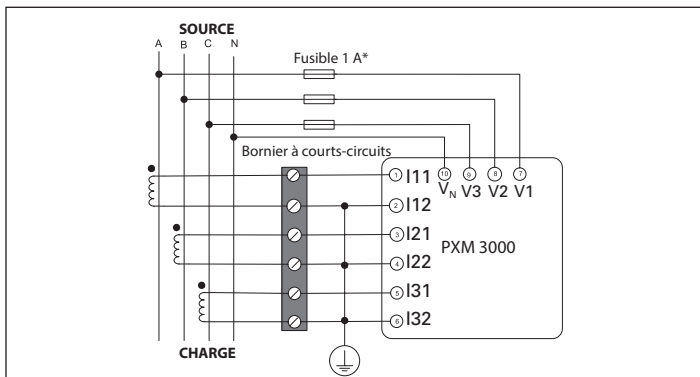 SOURCE
A B C N
Fusible 1 A*
Bornier à courts-circuits
10 9 8 7
VN V3 V2 V1
1 I11
2 I12
3 I21
4 I22
5 I31
6 I32
PXM 3000
CHARGE